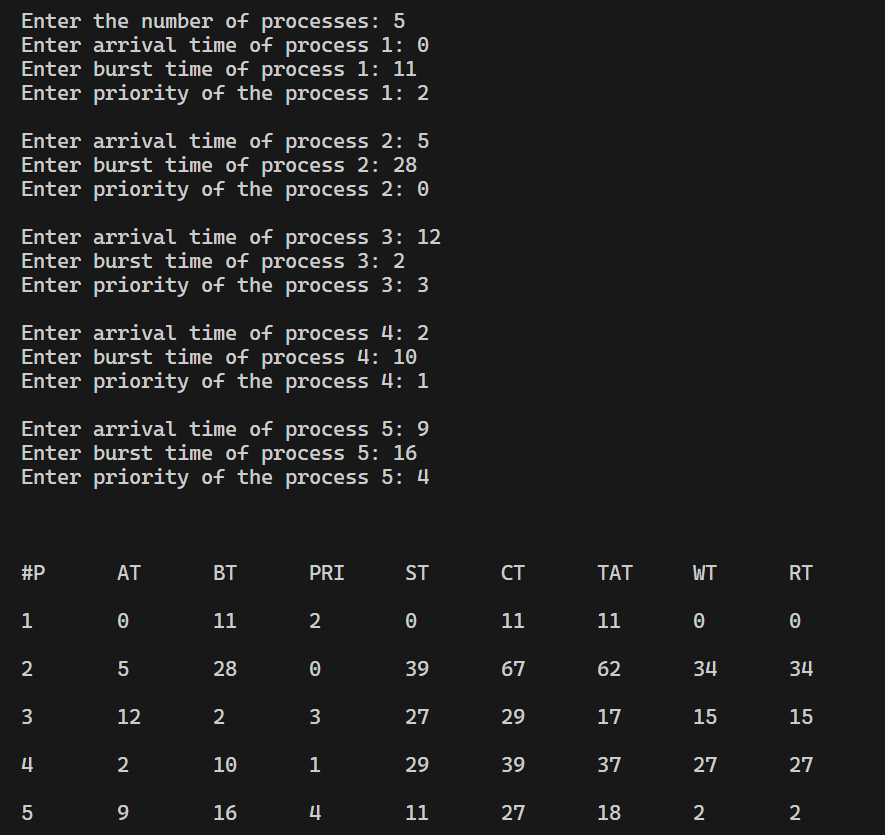 Enter the number of processes: 5
Enter arrival time of process 1: 0
Enter burst time of process 1: 11
Enter priority of the process 1: 2
Enter arrival time of process 2: 5
Enter burst time of process 2: 28
Enter priority of the process 2: 0
Enter arrival time of process 3: 12
Enter burst time of process 3: 2
Enter priority of the process 3: 3
Enter arrival time of process 4: 2
Enter burst time of process 4: 10
Enter priority of the process 4: 1
Enter arrival time of process 5: 9
Enter burst time of process 5: 16
Enter priority of the process 5: 4
#P AT BT PRI ST CT TAT WT RT
1 0 11 2 0 11 11 0 0
2 5 28 0 39 67 62 34 34
3 12 2 3 27 29 17 15 15
4 2 10 1 29 39 37 27 27
5 9 16 4 11 27 18 2 2